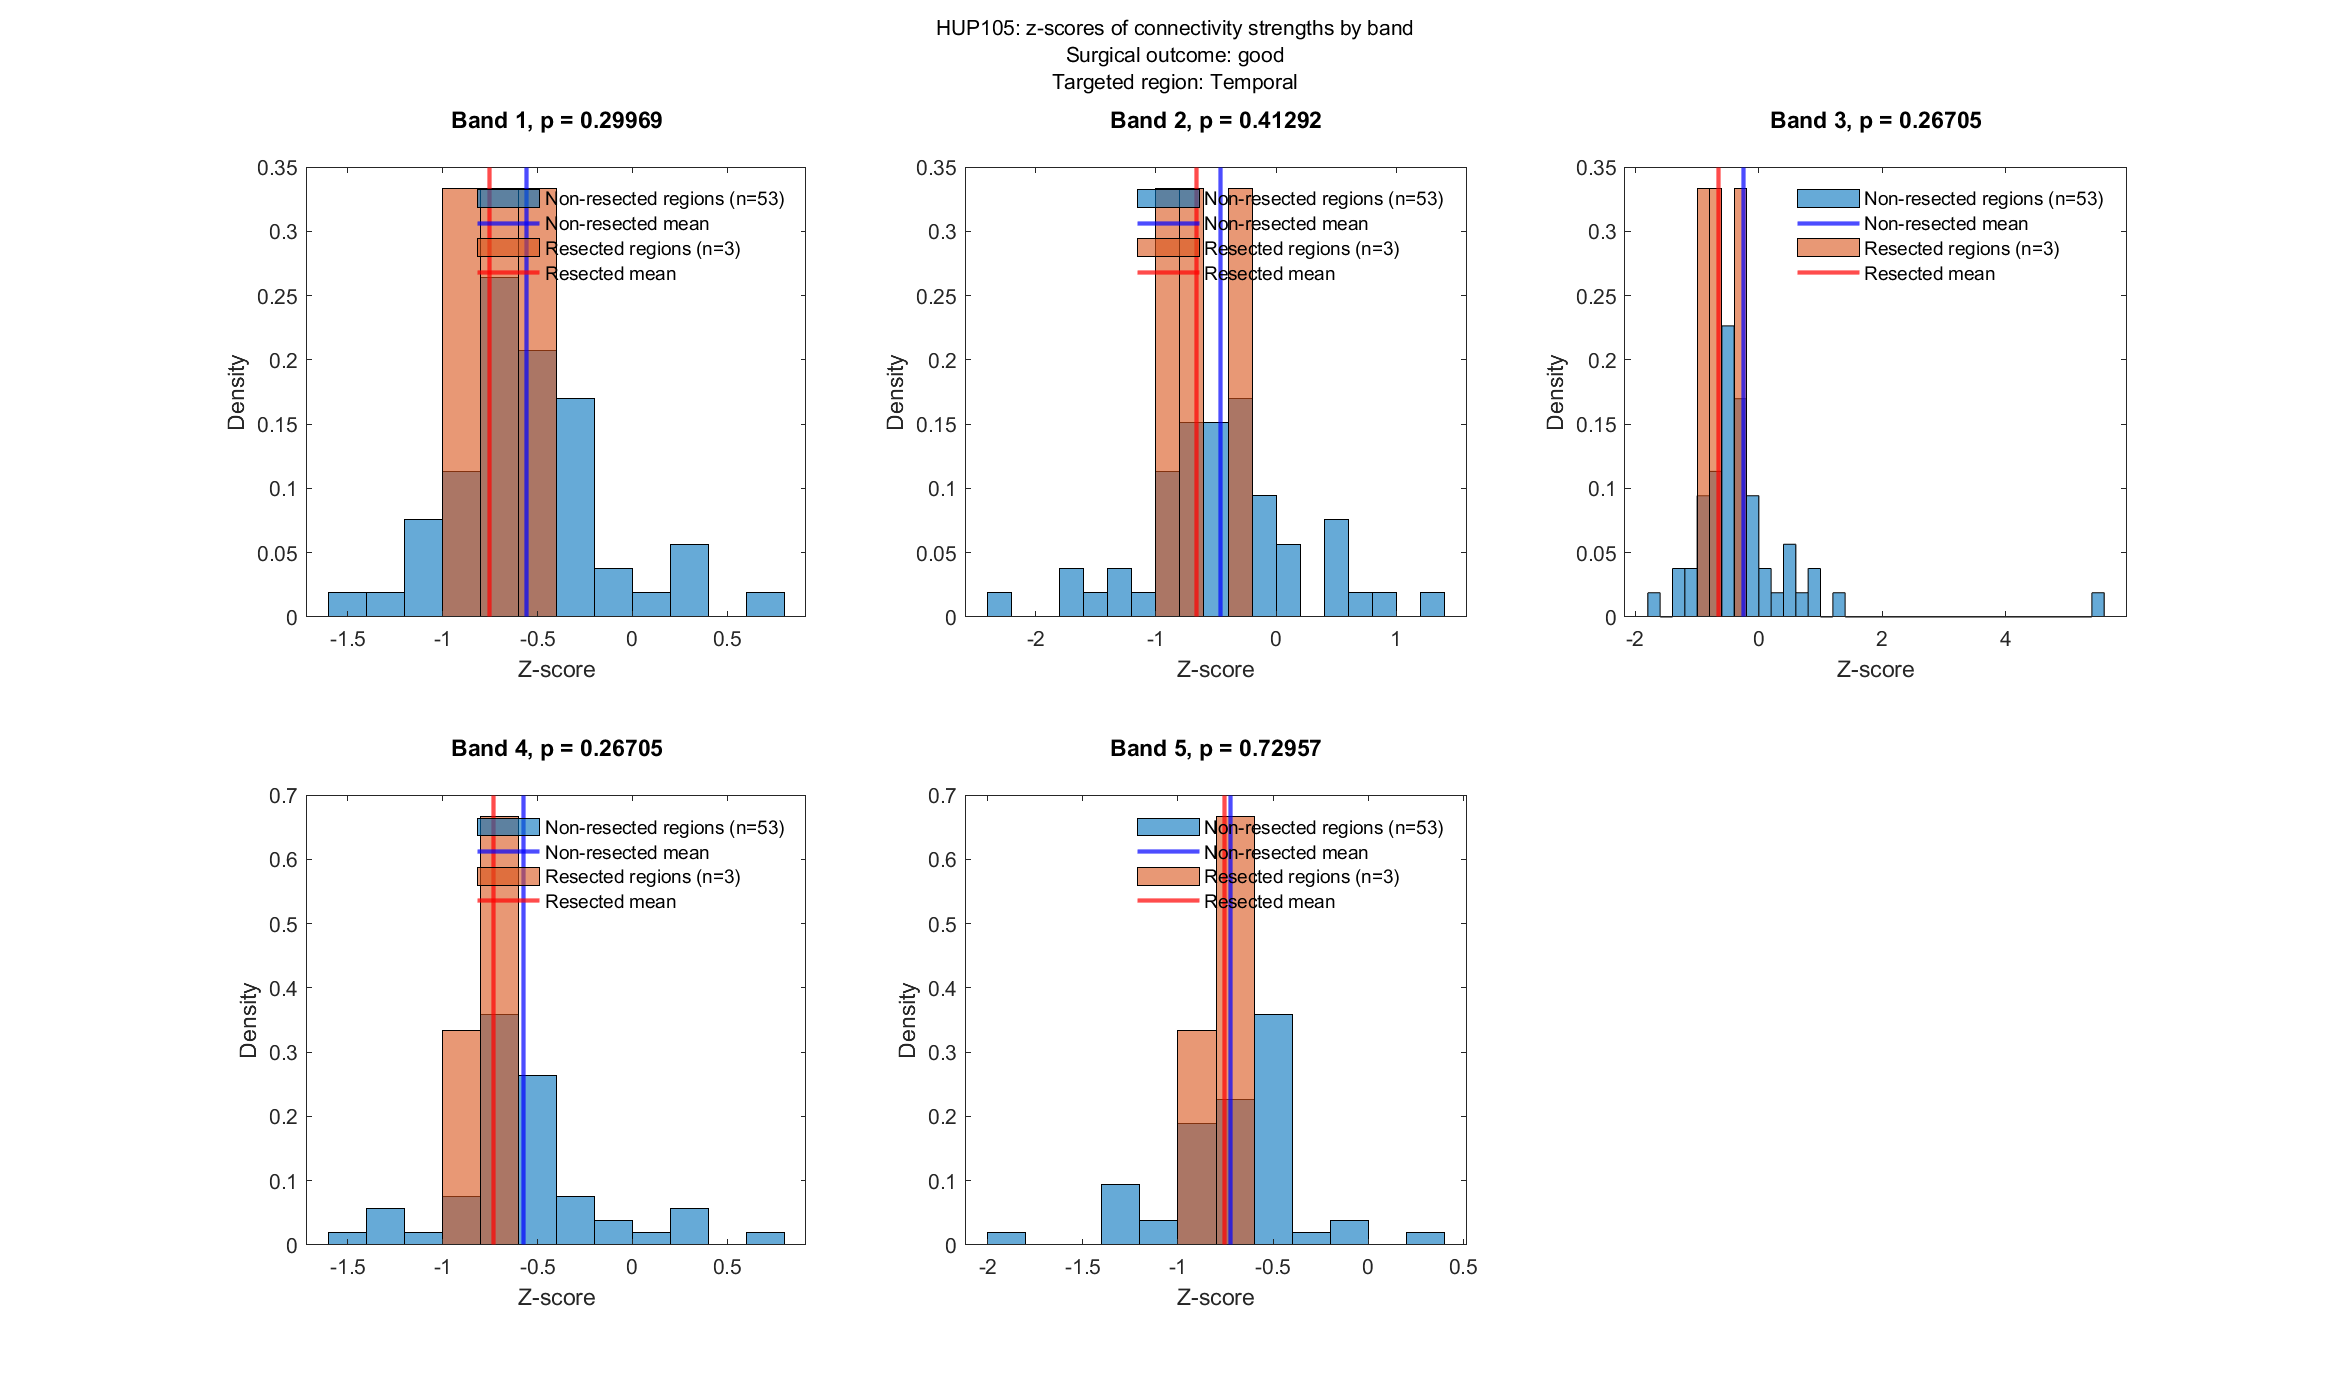 HUP105: z-scores of connectivity strengths by band
Surgical outcome: good
Targeted region: Temporal
Band 1, p = 0.29969
0.35
0.3
0.25
0.2
0.15
0.1
0.05
0
Density
-1.5 -1 -0.5 0 0.5
Z-score
Non-resected regions (n=53)
Non-resected mean
Resected regions (n=3)
Resected mean
Band 2, p = 0.41292
0.35
0.3
0.25
0.2
0.15
0.1
0.05
0
Density
-2 -1 0 1
Z-score
Non-resected regions (n=53)
Non-resected mean
Resected regions (n=3)
Resected mean
Band 3, p = 0.26705
0.35
0.3
0.25
0.2
0.15
0.1
0.05
0
Density
-2 0 2 4
Z-score
Non-resected regions (n=53)
Non-resected mean
Resected regions (n=3)
Resected mean
Band 4, p = 0.26705
0.7
0.6
0.5
0.4
0.3
0.2
0.1
0
Density
-1.5 -1 -0.5 0 0.5
Z-score
Non-resected regions (n=53)
Non-resected mean
Resected regions (n=3)
Resected mean
Band 5, p = 0.72957
0.7
0.6
0.5
0.4
0.3
0.2
0.1
0
Density
-2 -1.5 -1 -0.5 0 0.5
Z-score
Non-resected regions (n=53)
Non-resected mean
Resected regions (n=3)
Resected mean